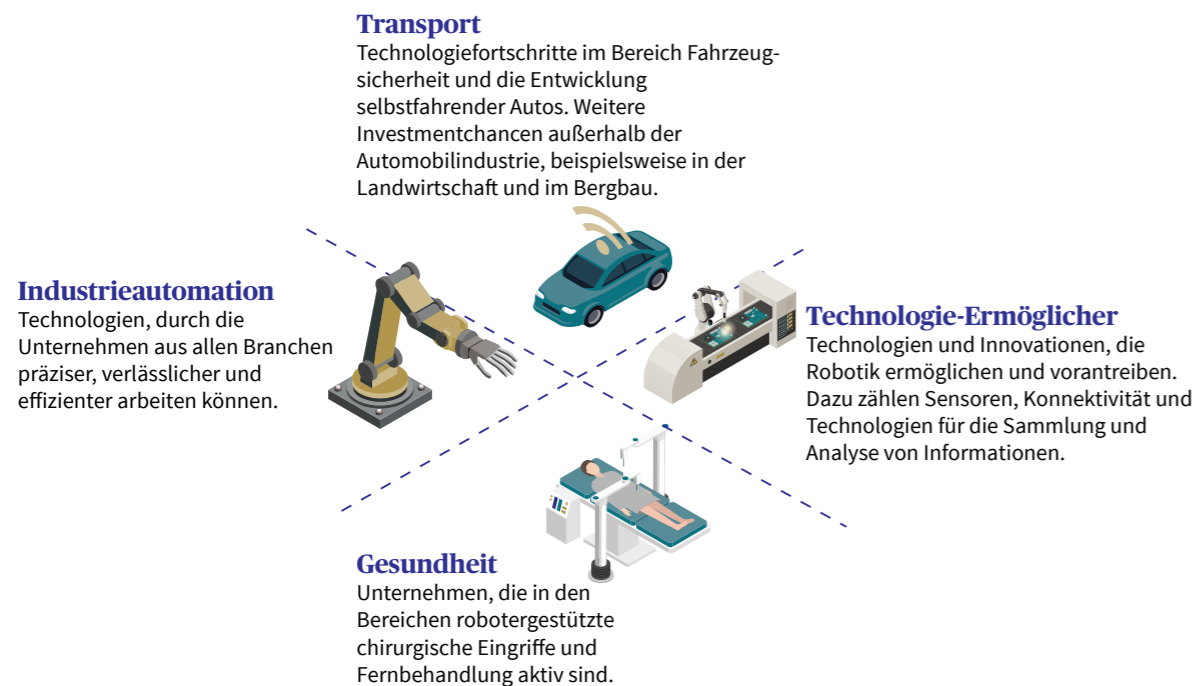 Transport
Technologiefortschritte im Bereich Fahrzeug-
sicherheit und die Entwicklung
selbstfahrender Autos. Weitere
Investmentchancen außerhalb der
Automobilindustrie, beispielsweise in der
Landwirtschaft und im Bergbau.
Industrieautomation
Technologien, durch die
Unternehmen aus allen Branchen
präziser, verlässlicher und
effizienter arbeiten können.
Technologie-Ermöglicher
Technologien und Innovationen, die
Robotik ermöglichen und vorantreiben.
Dazu zählen Sensoren, Konnektivität und
Technologien für die Sammlung und
Analyse von Informationen.
Gesundheit
Unternehmen, die in den
Bereichen robotergestützte
chirurgische Eingriffe und
Fernbehandlung aktiv sind.